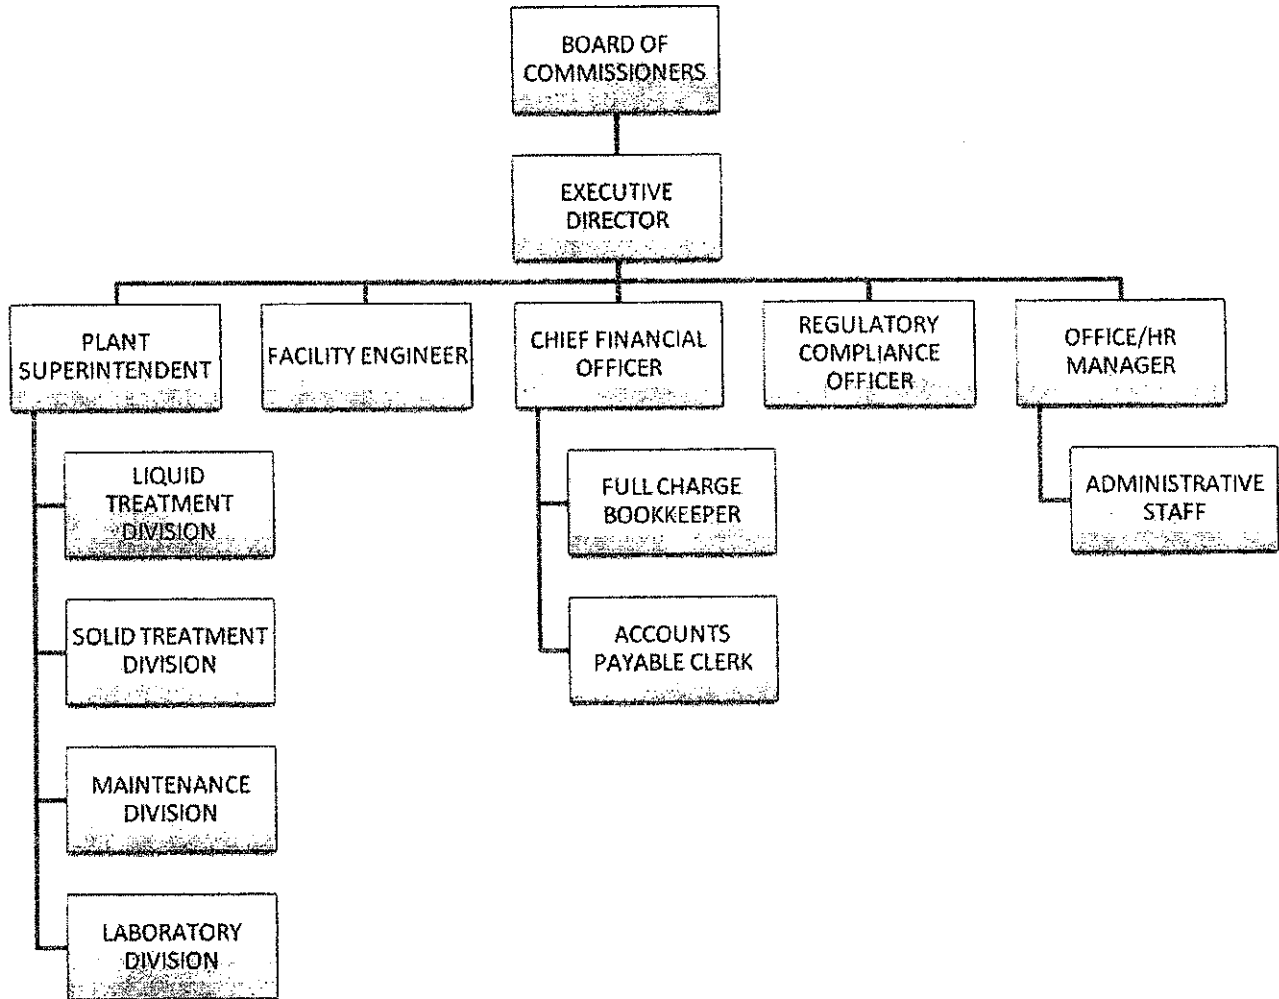 BOARD OF
COMMISSIONERS
EXECUTIVE
DIRECTOR
PLANT
SUPERINTENDENT
FACILITY ENGINEER
CHIEF FINANCIAL
OFFICER
REGULATORY
COMPLIANCE
OFFICER
OFFICE/HR
MANAGER
LIQUID
TREATMENT
DIVISION
SOLID TREATMENT
DIVISION
MAINTENANCE
DIVISION
LABORATORY
DIVISION
FULL CHARGE
BOOKKEEPER
ACCOUNTS
PAYABLE CLERK
ADMINISTRATIVE
STAFF